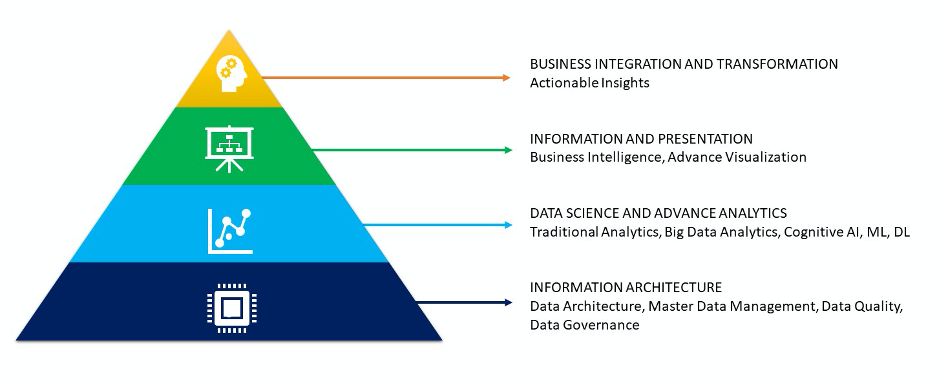 BUSINESS INTEGRATION AND TRANSFORMATION
Actionable Insights
INFORMATION AND PRESENTATION
Business Intelligence, Advance Visualization
DATA SCIENCE AND ADVANCE ANALYTICS
Traditional Analytics, Big Data Analytics, Cognitive AI, ML, DL
INFORMATION ARCHITECTURE
Data Architecture, Master Data Management, Data Quality,
Data Governance